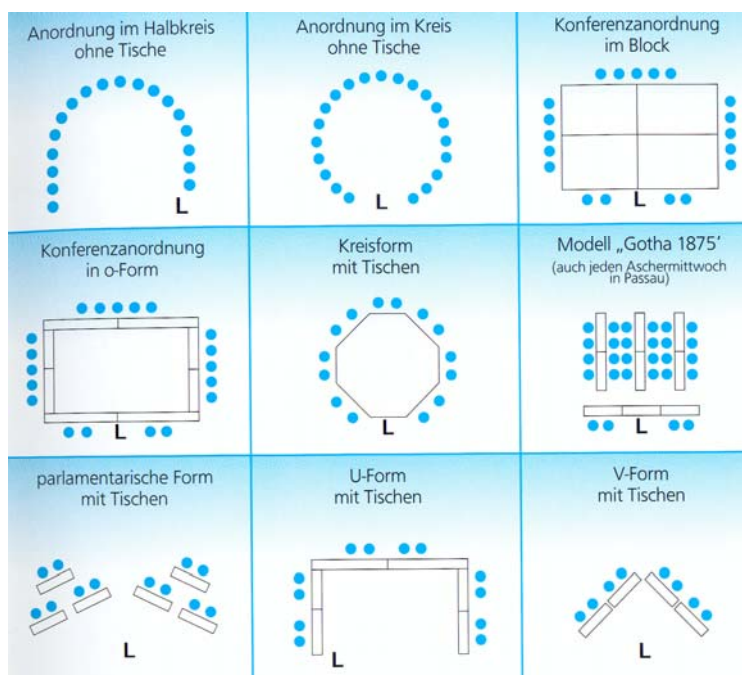 Anordnung im Halbkreis
ohne Tische
L
Anordnung im Kreis
ohne Tische
L
Konferenzanordnung
im Block
L
Konferenzanordnung
in o-Form
L
Kreisform
mit Tischen
L
Modell „Gotha 1875'
(auch jeden Aschermittwoch
in Passau)
L
parlamentarische Form
mit Tischen
L
U-Form
mit Tischen
L
V-Form
mit Tischen
L